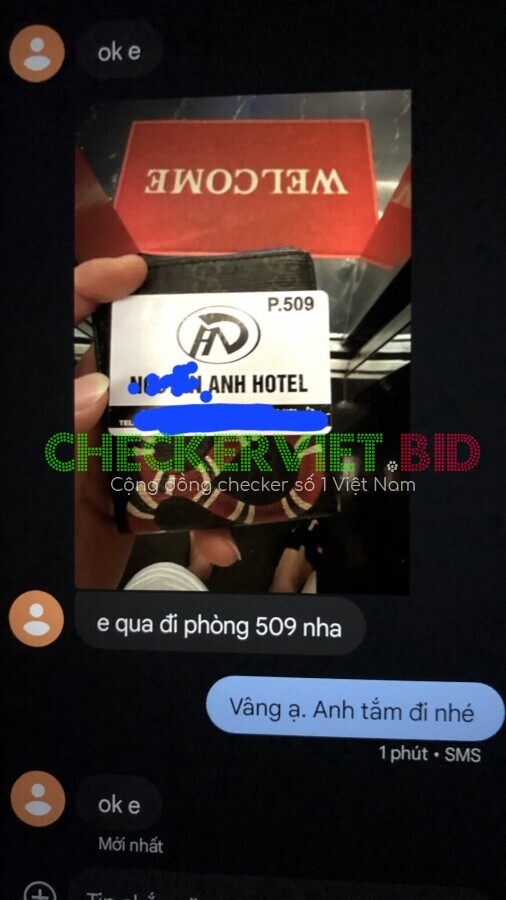 ok e
WELCOME
P.509
ANH HOTEL
TEL
CHECKERVIET.BID
Cộng đồng checker số 1 Việt Nam
e qua đi phòng 509 nha
Vâng ạ. Anh tắm đi nhé
1 phút • SMS
ok e
Mới nhất